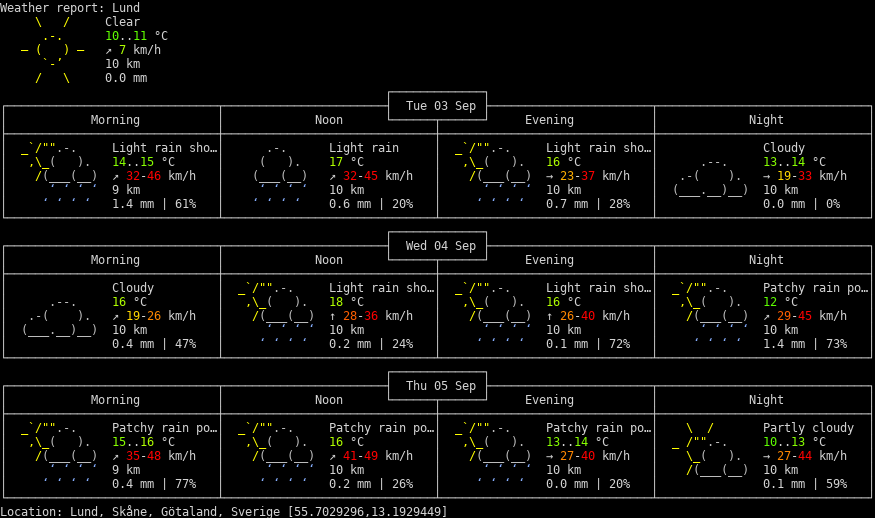 Weather report: Lund
Clear
10..11 °C
↗ 7 km/h
10 km
0.0 mm
Tue 03 Sep
Morning Noon Evening Night
Light rain sho… Light rain Light rain sho… Cloudy
14..15 °C 17 °C 16 °C 13..14 °C
↗ 32-46 km/h ↗ 32-45 km/h → 23-37 km/h → 19-33 km/h
9 km 10 km 10 km 10 km
1.4 mm | 61% 0.6 mm | 20% 0.7 mm | 28% 0.0 mm | 0%
Wed 04 Sep
Morning Noon Evening Night
Cloudy Light rain sho… Light rain sho… Patchy rain po…
16 °C 18 °C 16 °C 12 °C
↗ 19-26 km/h ↑ 28-36 km/h ↑ 26-40 km/h ↗ 29-45 km/h
10 km 10 km 10 km 10 km
0.4 mm | 47% 0.2 mm | 24% 0.1 mm | 72% 1.4 mm | 73%
Thu 05 Sep
Morning Noon Evening Night
Patchy rain po… Patchy rain po… Patchy rain po… Partly cloudy
15..16 °C 16 °C 13..14 °C 10..13 °C
↗ 35-48 km/h ↗ 41-49 km/h → 27-40 km/h → 27-44 km/h
9 km 10 km 10 km 10 km
0.4 mm | 77% 0.2 mm | 26% 0.0 mm | 20% 0.1 mm | 59%
Location: Lund, Skåne, Götaland, Sverige [55.7029296,13.1929449]